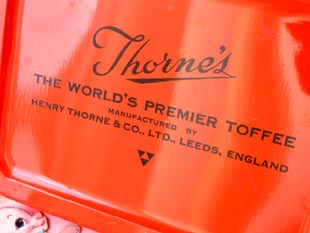 Thorne's
THE WORLD'S PREMIER TOFFEE
MANUFACTURED BY
HENRY THORNE & CO., LTD., LEEDS, ENGLAND